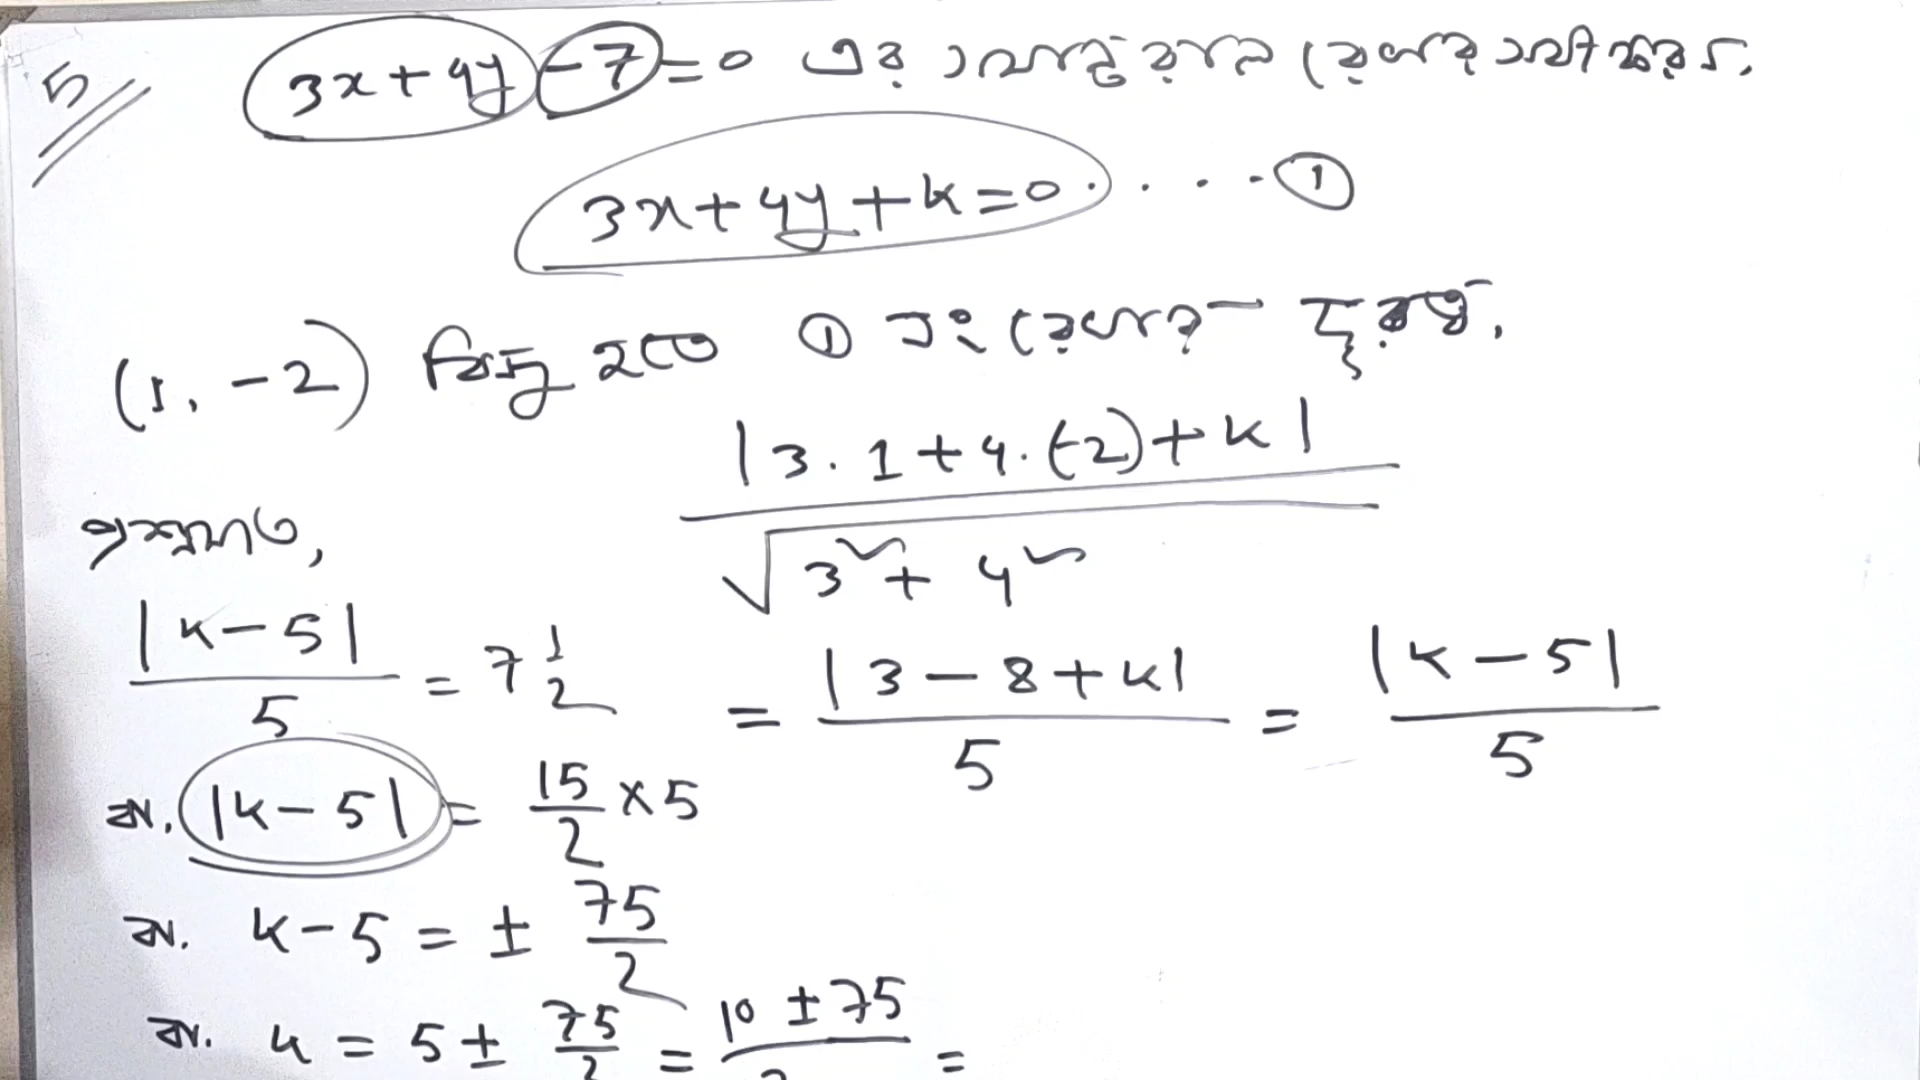 5 3x+4y-7=0 এর সমান্তরাল রেখার সমীকরণ,
3x+4y+k=0 . . . . ①
(1, -2) বিন্দু হতে ① নং রেখার দূরত্ব,
|3.1+4.(-2)+k|
প্রশ্নমতে,
√3²+4²
|k-5|/5 = 7 1/2
= |3-8+k|/5 = |k-5|/5
বা, |k-5| = 15/2 ×5
বা, k-5 = ± 75/2
বা, k = 5 ± 75/2 = 10 ± 75/2 =